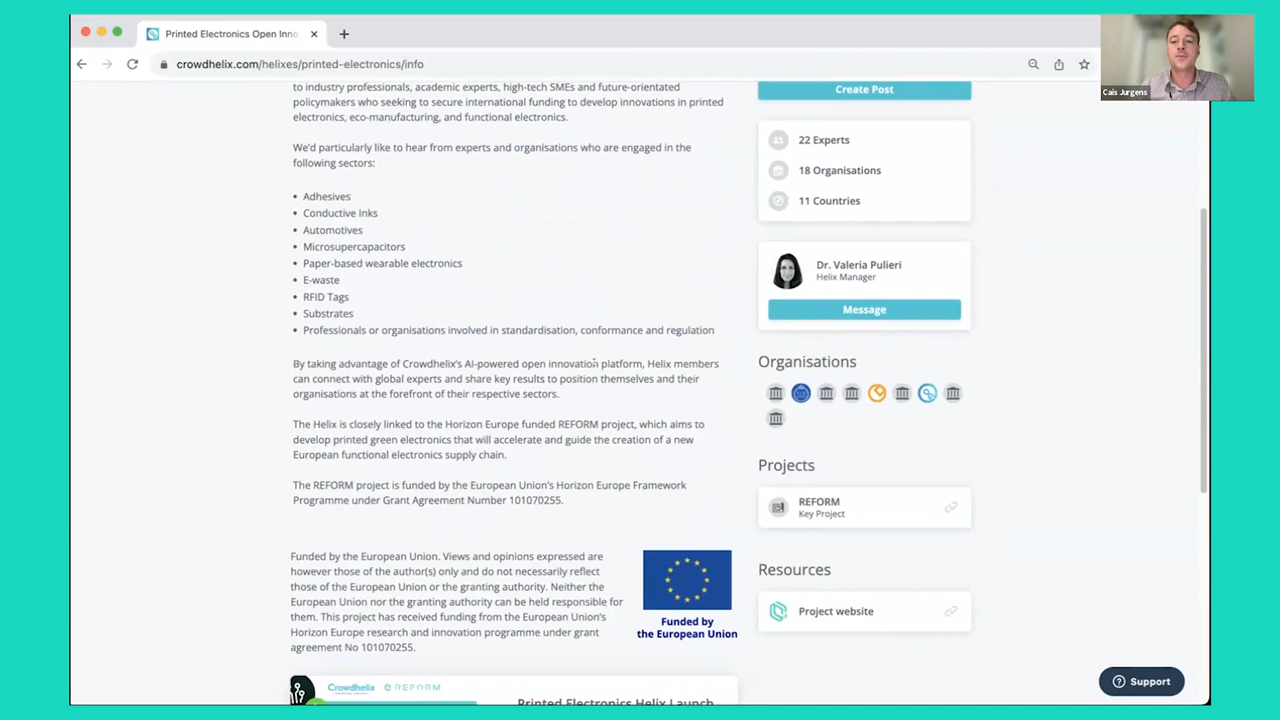 Printed Electronics Open Inno
crowdhelix.com/helixes/printed-electronics/info
Cais Jurgens
to industry professionals, academic experts, high-tech SMEs and future-orientated
policymakers who seeking to secure international funding to develop innovations in printed
electronics, eco-manufacturing, and functional electronics.
We'd particularly like to hear from experts and organisations who are engaged in the
following sectors:
• Adhesives
• Conductive Inks
• Automotives
• Microsupercapacitors
• Paper-based wearable electronics
• E-waste
• RFID Tags
• Substrates
• Professionals or organisations involved in standardisation, conformance and regulation
By taking advantage of Crowdhelix's AI-powered open innovation platform, Helix members
can connect with global experts and share key results to position themselves and their
organisations at the forefront of their respective sectors.
The Helix is closely linked to the Horizon Europe funded REFORM project, which aims to
develop printed green electronics that will accelerate and guide the creation of a new
European functional electronics supply chain.
The REFORM project is funded by the European Union's Horizon Europe Framework
Programme under Grant Agreement Number 101070255.
Funded by the European Union. Views and opinions expressed are
however those of the author(s) only and do not necessarily reflect
those of the European Union or the granting authority. Neither the
European Union nor the granting authority can be held responsible for
them. This project has received funding from the European Union's
Horizon Europe research and innovation programme under grant
agreement No 101070255.
Funded by
the European Union
Crowdhelix
REFORM
Printed Electronics Helix Launch
Create Post
22 Experts
18 Organisations
11 Countries
Dr. Valeria Pulieri
Helix Manager
Message
Organisations
Projects
REFORM
Key Project
Resources
Project website
Support